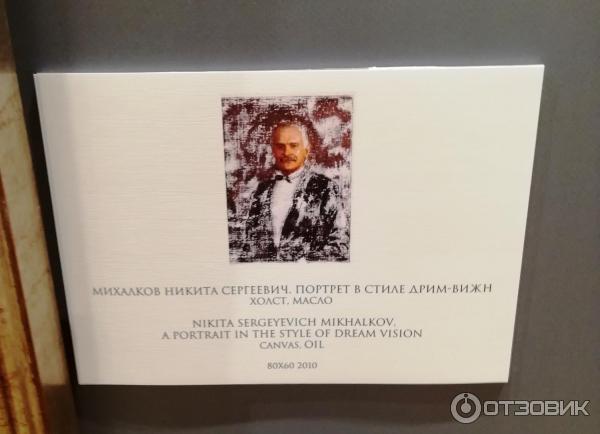 МИХАЛКОВ НИКИТА СЕРГЕЕВИЧ. ПОРТРЕТ В СТИЛЕ ДРИМ-ВИЖН
ХОЛСТ, МАСЛО
NIKITA SERGEYEVICH MIKHALKOV,
A PORTRAIT IN THE STYLE OF DREAM VISION
CANVAS, OIL
80X60 2010
ОТЗОВИК